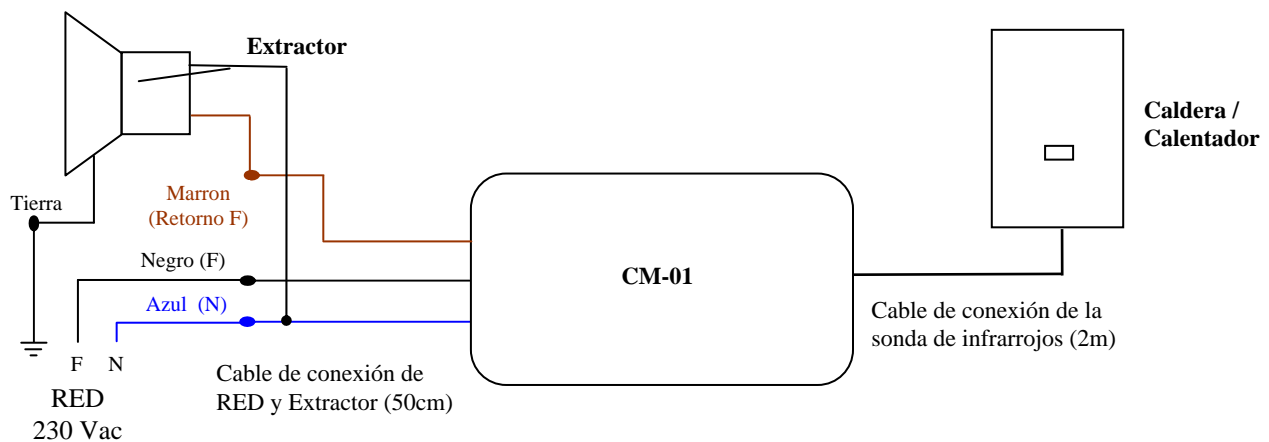 Extractor
Caldera /
Calentador
Tierra
Marron
(Retorno F)
Negro (F)
CM-01
Azul (N)
Cable de conexión de la
sonda de infrarrojos (2m)
F N
Cable de conexión de
RED y Extractor (50cm)
RED
230 Vac